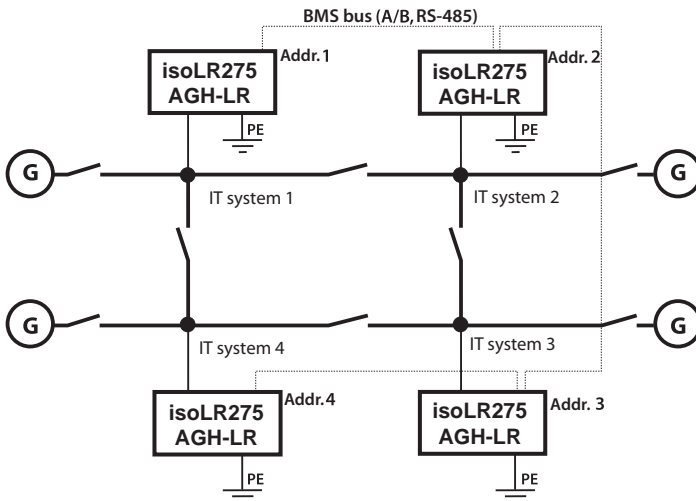 BMS bus (A/B, RS-485)
Addr. 1
isoLR275
AGH-LR
PE
Addr. 2
isoLR275
AGH-LR
PE
G
G
IT system 1
IT system 2
G
G
IT system 4
IT system 3
isoLR275
AGH-LR
Addr. 4
PE
isoLR275
AGH-LR
Addr. 3
PE